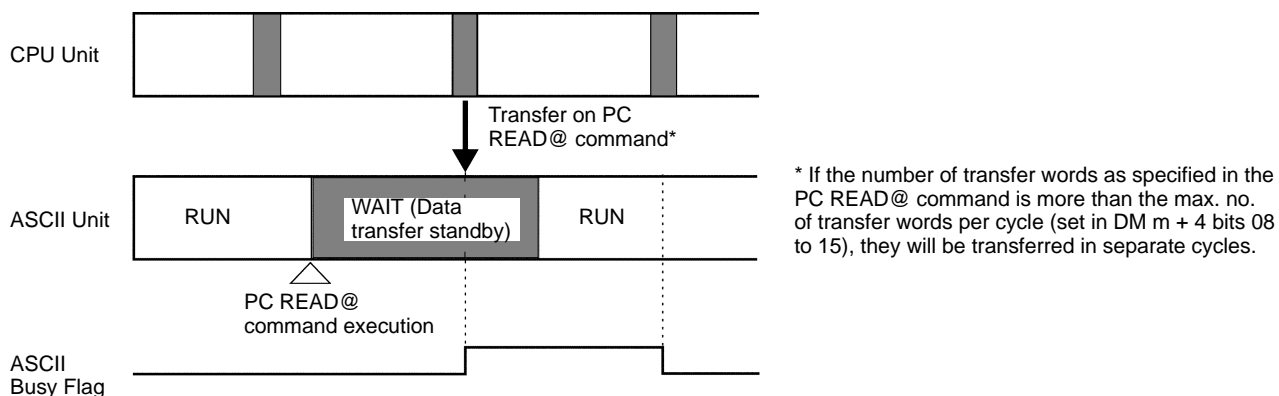 CPU Unit
Transfer on PC
READ@ command*
ASCII Unit
RUN
WAIT (Data
transfer standby)
RUN
* If the number of transfer words as specified in the
PC READ@ command is more than the max. no.
of transfer words per cycle (set in DM m + 4 bits 08
to 15), they will be transferred in separate cycles.
PC READ@
command execution
ASCII
Busy Flag